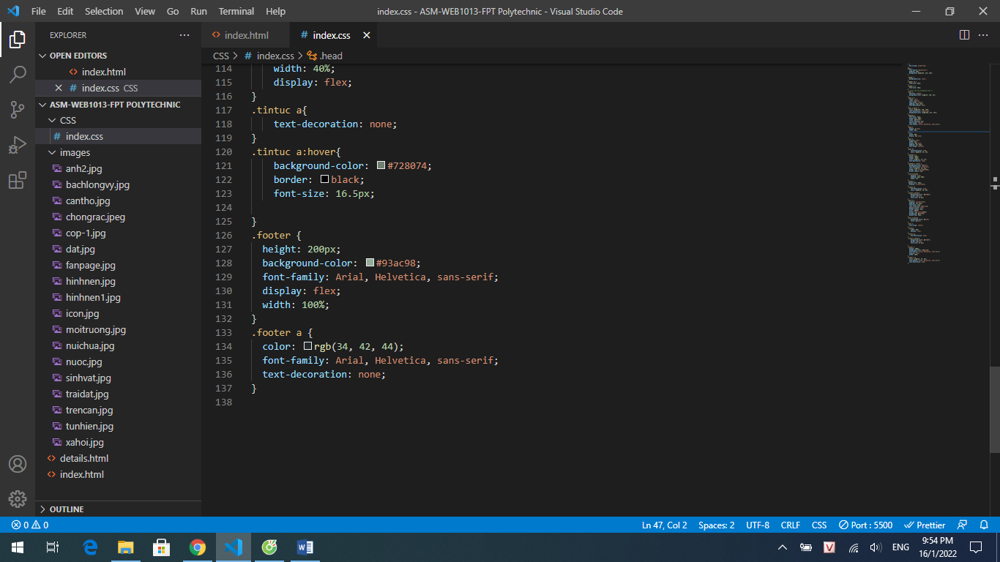 File Edit Selection View Go Run Terminal Help index.css - ASM-WEB1013-FPT Polytechnic - Visual Studio Code
EXPLORER
OPEN EDITORS
index.html
index.css CSS
ASM-WEB1013-FPT POLYTECHNIC
CSS
index.css
images
anh2.jpg
bachlongvy.jpg
cantho.jpg
chongrac.jpeg
cop-1.jpg
dat.jpg
fanpage.jpg
hinhnen.jpg
hinhnen1.jpg
icon.jpg
moitruong.jpg
nuichua.jpg
nuoc.jpg
sinhvat.jpg
traidat.jpg
trencan.jpg
tunhien.jpg
xahoi.jpg
details.html
index.html
OUTLINE
index.html # index.css
CSS > # index.css > .head
114 width: 40%;
115 display: flex;
116 }
117 .tintuc a{
118 text-decoration: none;
119 }
120 .tintuc a:hover{
121 background-color: #728074;
122 border: black;
123 font-size: 16.5px;
124
125 }
126 .footer {
127 height: 200px;
128 background-color: #93ac98;
129 font-family: Arial, Helvetica, sans-serif;
130 display: flex;
131 width: 100%;
132 }
133 .footer a {
134 color: rgb(34, 42, 44);
135 font-family: Arial, Helvetica, sans-serif;
136 text-decoration: none;
137 }
138
0 0 Ln 47, Col 2 Spaces: 2 UTF-8 CRLF CSS Port : 5500 Prettier
ENG
9:54 PM
16/1/2022